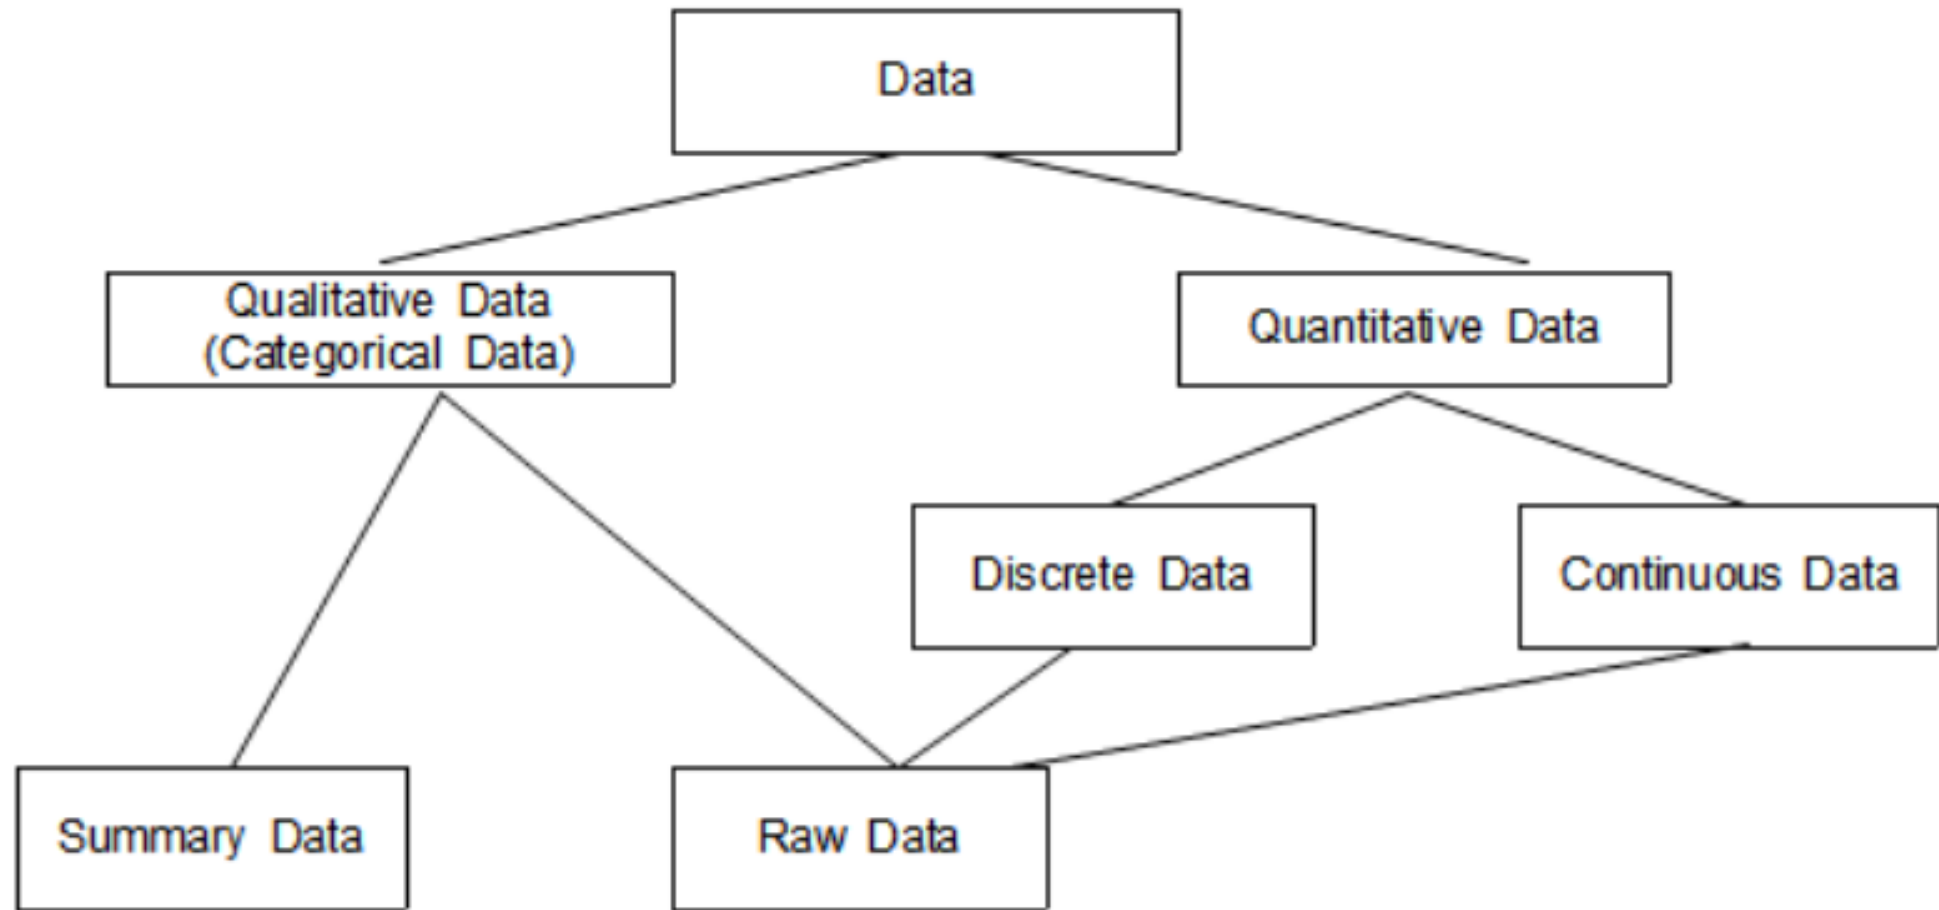 Data
Qualitative Data
(Categorical Data)
Quantitative Data
Discrete Data
Continuous Data
Summary Data
Raw Data